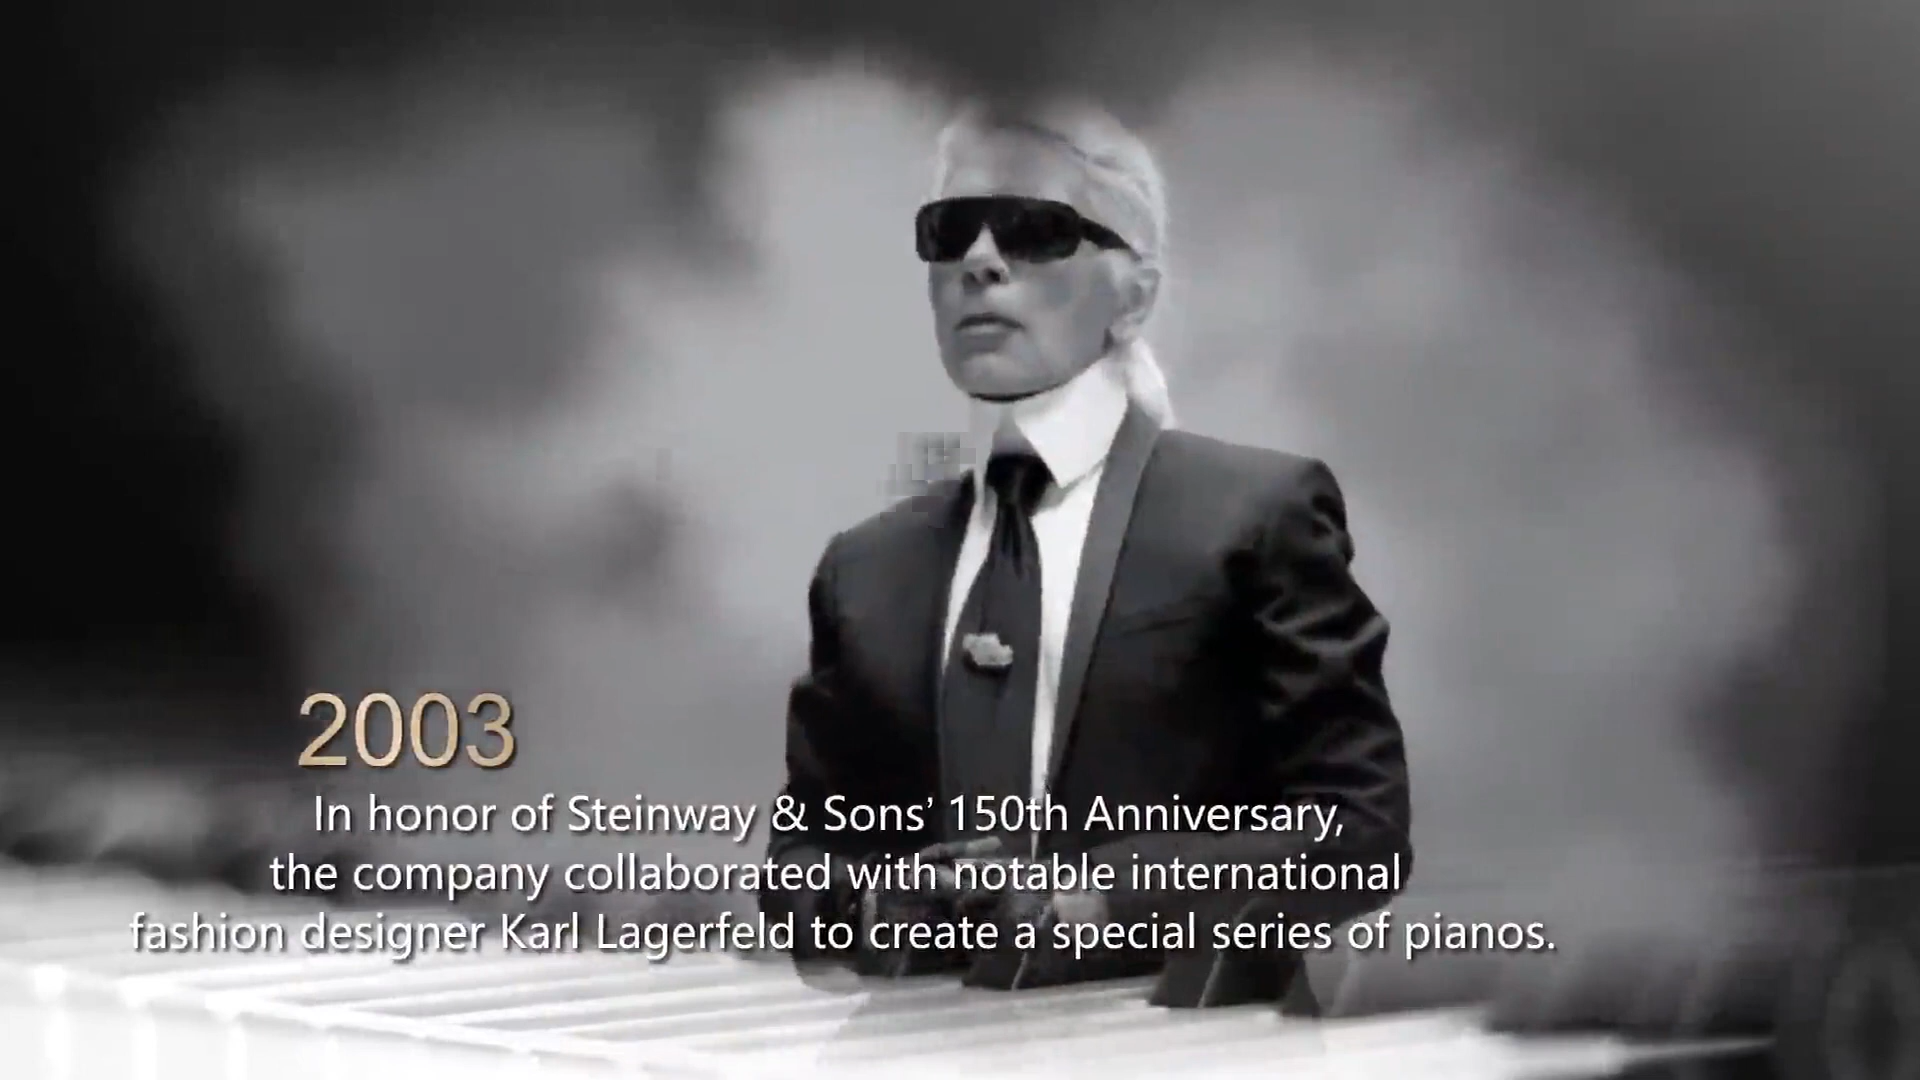 2003
In honor of Steinway & Sons’ 150th Anniversary,
the company collaborated with notable international
fashion designer Karl Lagerfeld to create a special series of pianos.